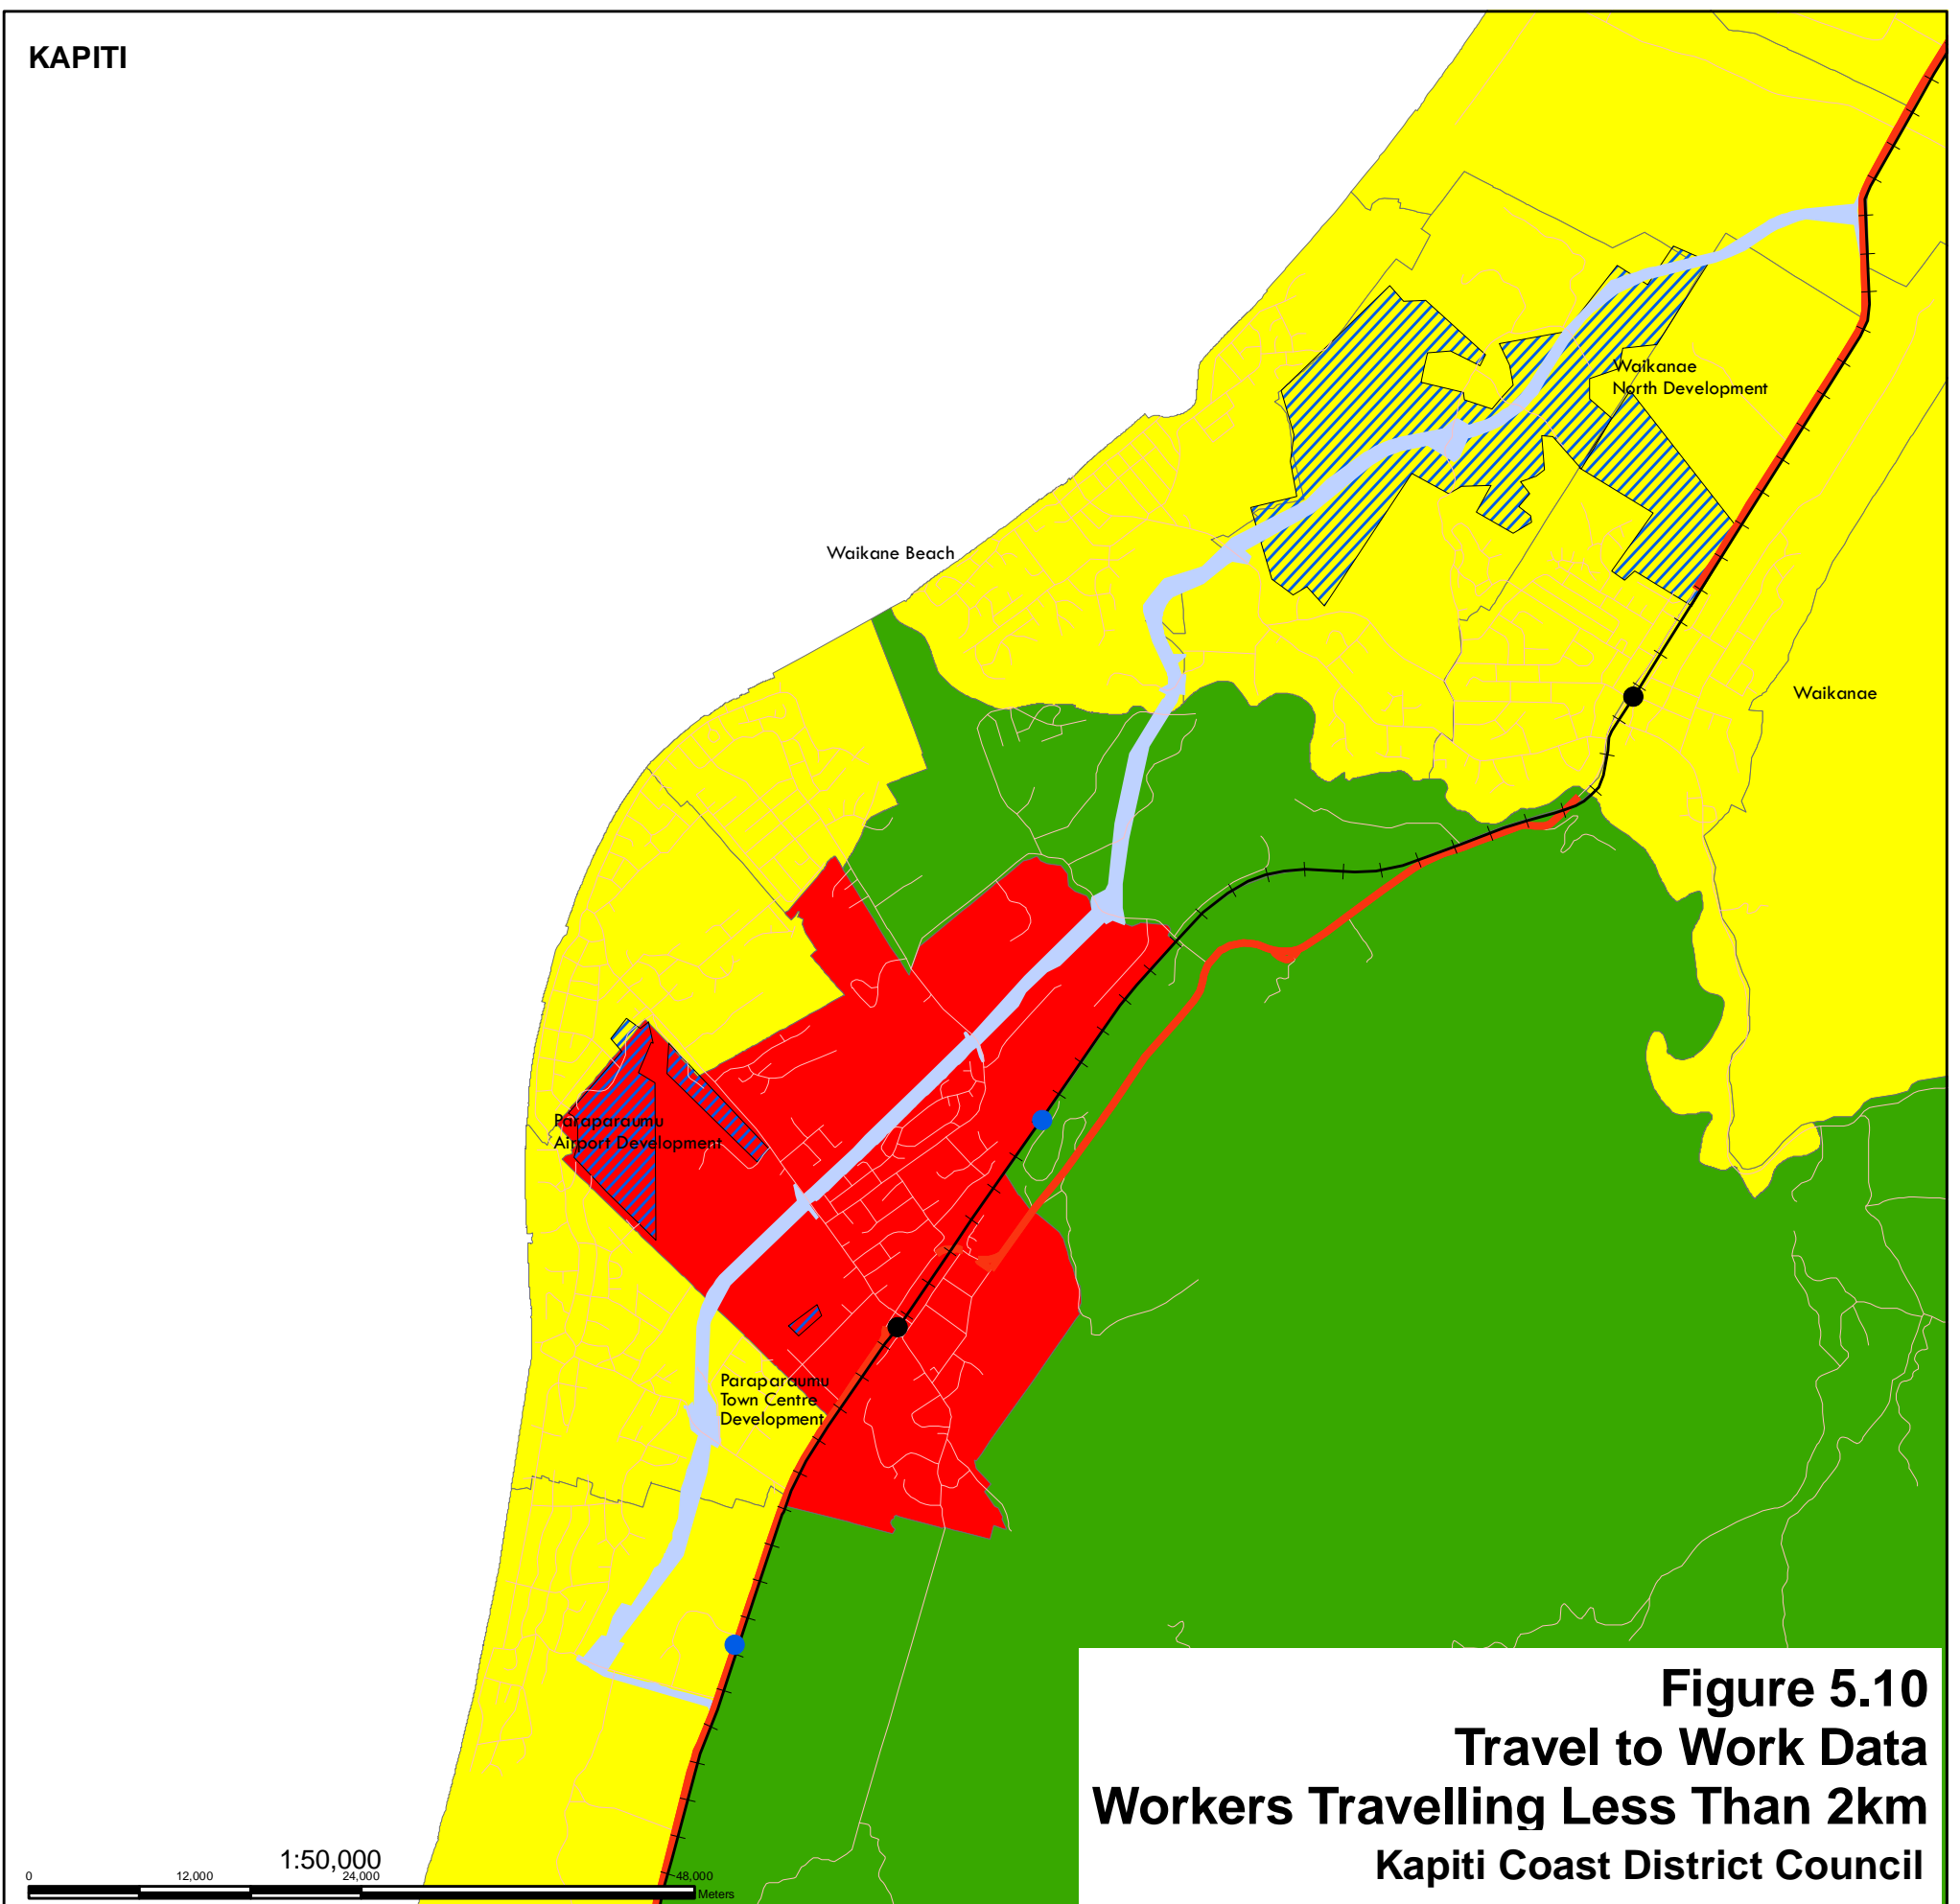 KAPITI
Waikanae
North Development
Waikane Beach
Waikanae
Paraparaumu
Airport Development
Paraparaumu
Town Centre
Development
Figure 5.10
Travel to Work Data
Workers Travelling Less Than 2km
Kapiti Coast District Council
1:50,000
0 12,000 24,000 48,000
Meters